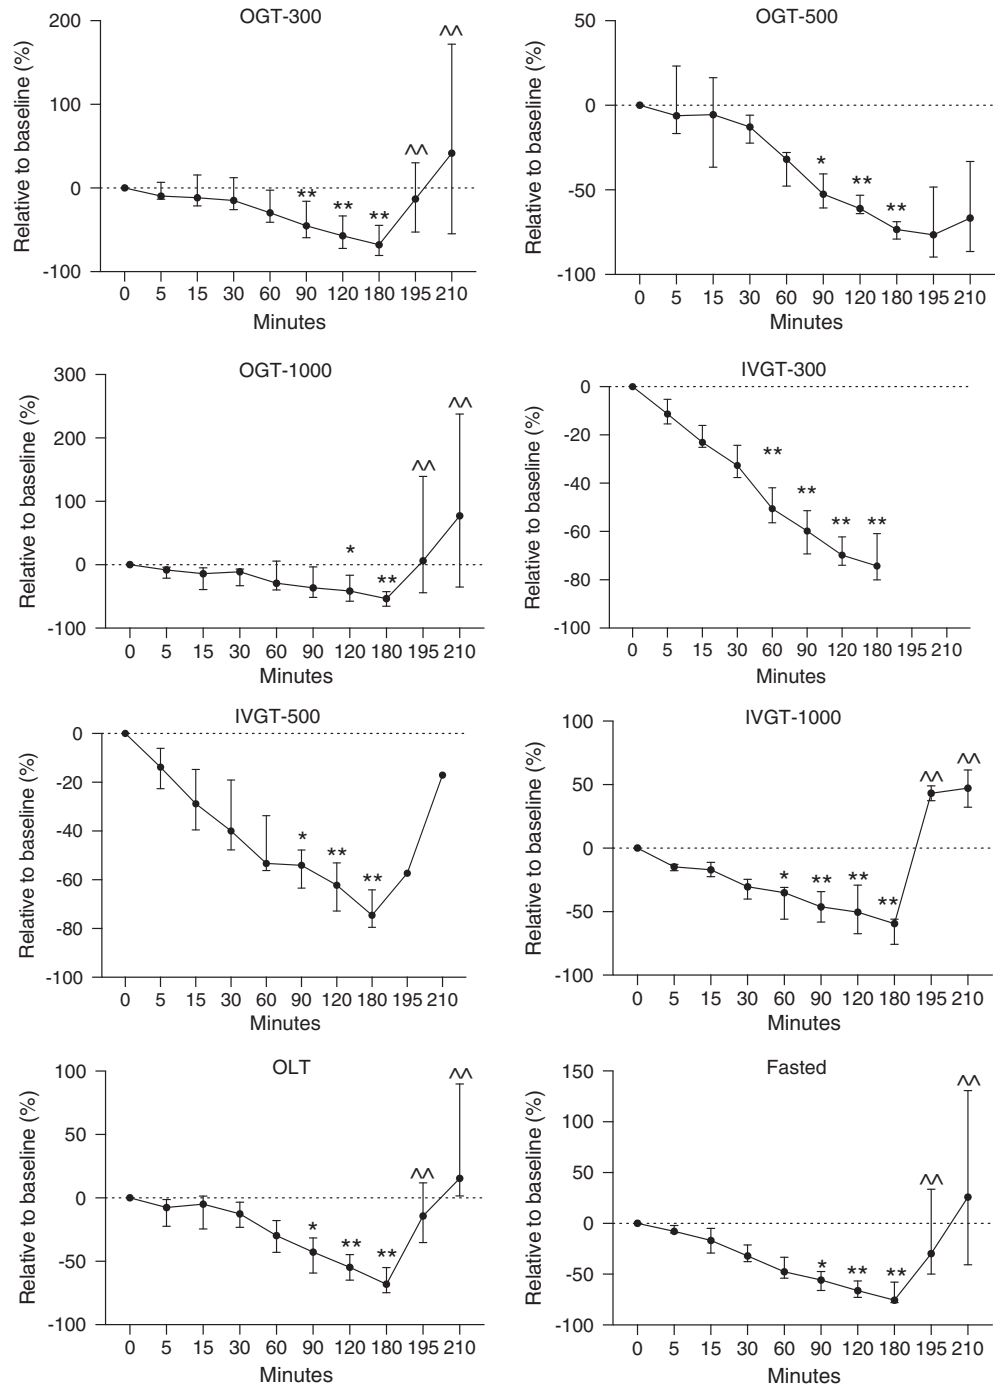 OGT-300
Relative to baseline (%)
200
100
0
-100
** ** ** ^^ ^^
0 5 15 30 60 90 120 180 195 210
Minutes
OGT-500
Relative to baseline (%)
50
0
-50
-100
* ** **
0 5 15 30 60 90 120 180 195 210
Minutes
OGT-1000
Relative to baseline (%)
300
200
100
0
-100
* ** ^^ ^^
0 5 15 30 60 90 120 180 195 210
Minutes
IVGT-300
Relative to baseline (%)
0
-20
-40
-60
-80
-100
** ** ** **
0 5 15 30 60 90 120 180 195 210
Minutes
IVGT-500
Relative to baseline (%)
0
-20
-40
-60
-80
-100
* ** **
0 5 15 30 60 90 120 180 195 210
Minutes
IVGT-1000
Relative to baseline (%)
100
50
0
-50
-100
* ** ** ** ^^ ^^
0 5 15 30 60 90 120 180 195 210
Minutes
OLT
Relative to baseline (%)
100
50
0
-50
-100
* ** ** ^^ ^^
0 5 15 30 60 90 120 180 195 210
Minutes
Fasted
Relative to baseline (%)
150
100
50
0
-50
-100
* ** ** ^^ ^^
0 5 15 30 60 90 120 180 195 210
Minutes